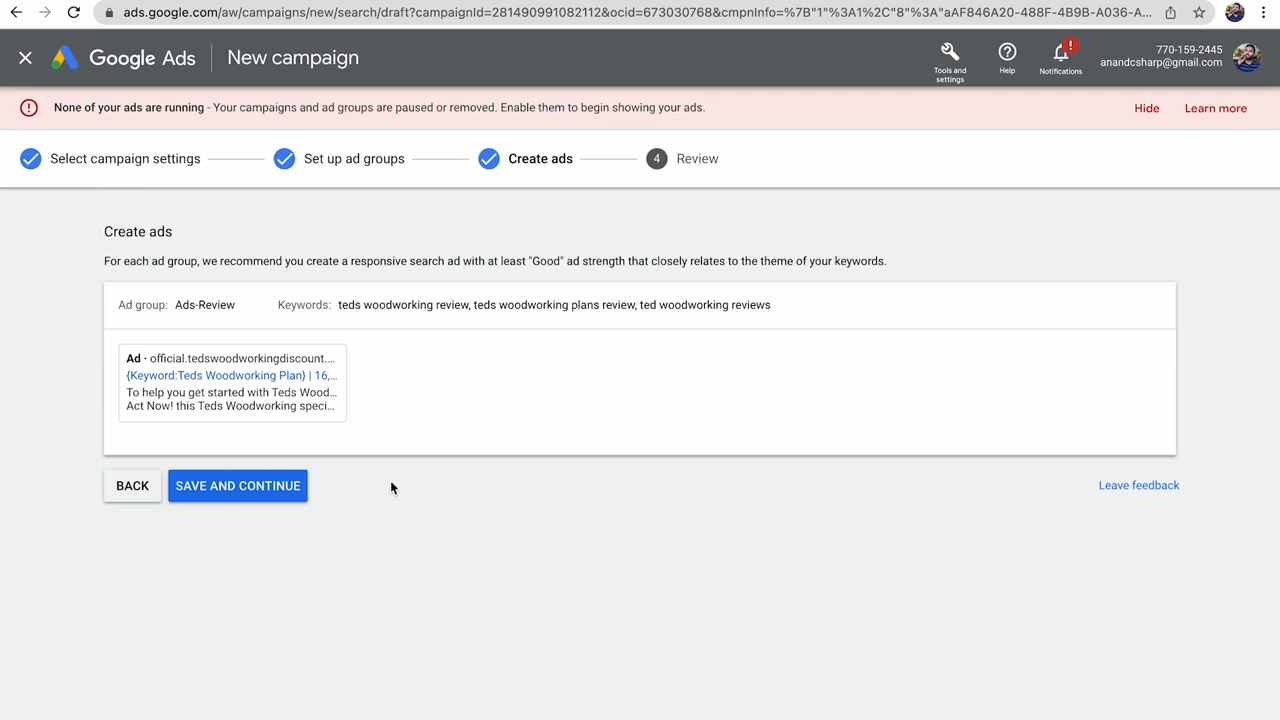 ads.google.com/aw/campaigns/new/search/draft?campaignId=281490991082112&ocid=673030768&cmpnInfo=%7B"1"%3A1%2C"8"%3A"aAF846A20-488F-4B9B-A036-A...
Google Ads New campaign
Tools and settings
Help
! Notifications
770-159-2445
anandcsharp@gmail.com
None of your ads are running - Your campaigns and ad groups are paused or removed. Enable them to begin showing your ads. Hide Learn more
Select campaign settings Set up ad groups Create ads 4 Review
Create ads
For each ad group, we recommend you create a responsive search ad with at least "Good" ad strength that closely relates to the theme of your keywords.
Ad group: Ads-Review Keywords: teds woodworking review, teds woodworking plans review, ted woodworking reviews
Ad · official.tedswoodworkingdiscount....
{Keyword:Teds Woodworking Plan} | 16,...
To help you get started with Teds Wood...
Act Now! this Teds Woodworking speci...
BACK SAVE AND CONTINUE Leave feedback